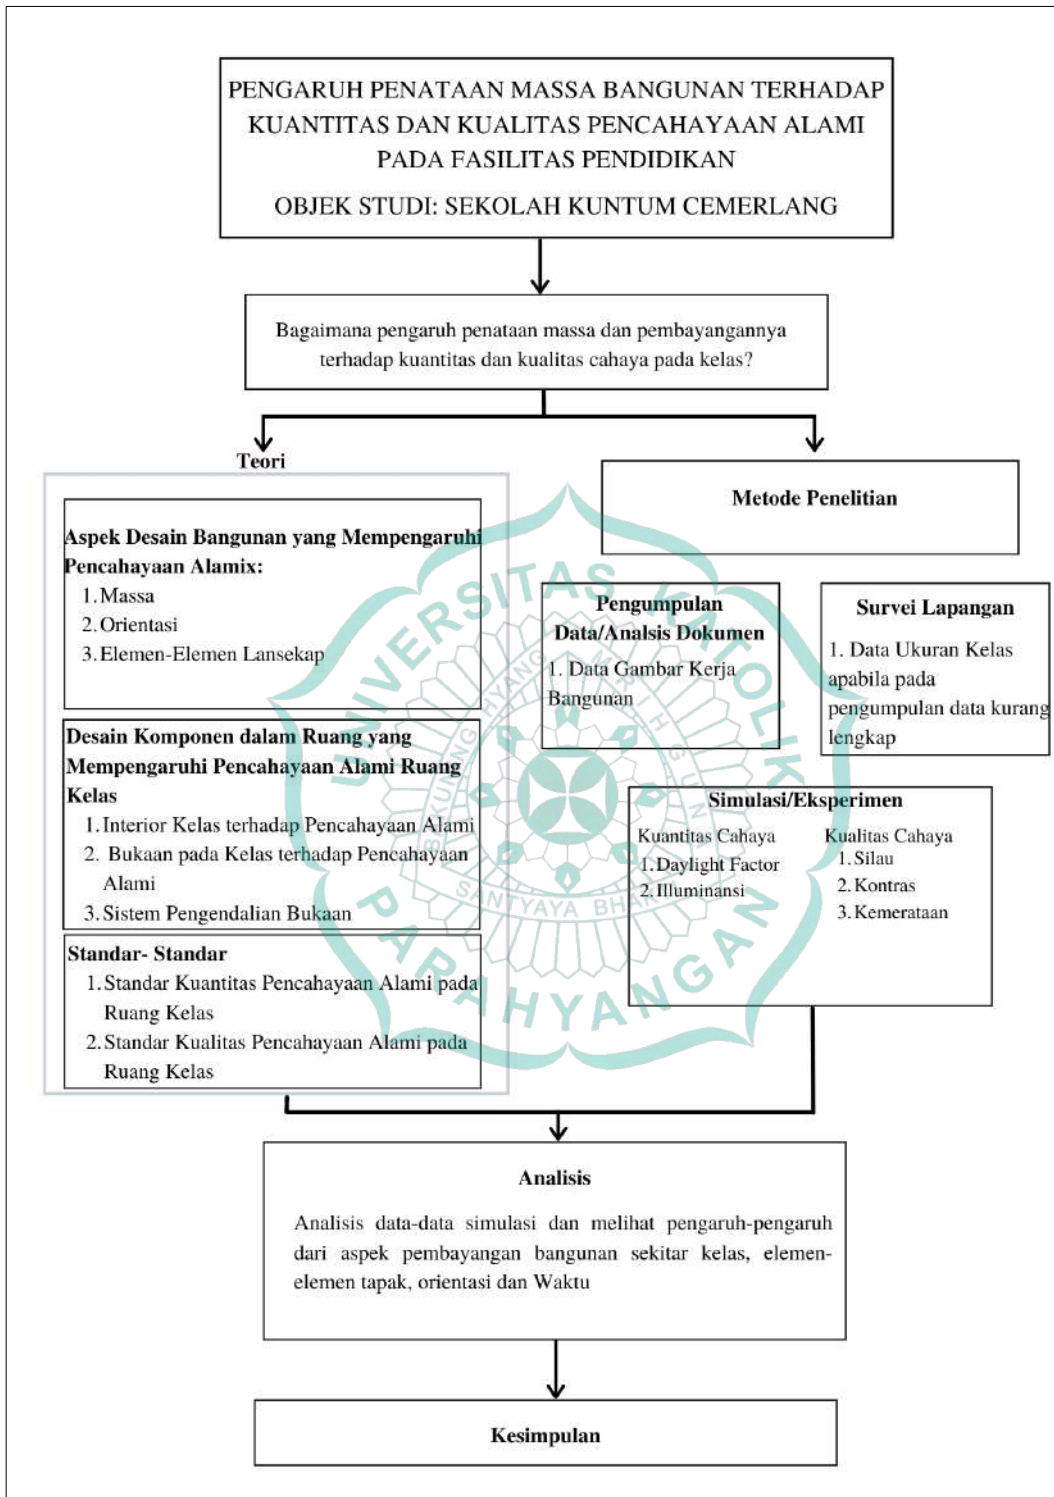 PENGARUH PENATAAN MASSA BANGUNAN TERHADAP
KUANTITAS DAN KUALITAS PENCAHAYAAN ALAMI
PADA FASILITAS PENDIDIKAN
OBJEK STUDI: SEKOLAH KUNTUM CEMERLANG
Bagaimana pengaruh penataan massa dan pembayangannya
terhadap kuantitas dan kualitas cahaya pada kelas?
Teori
Aspek Desain Bangunan yang Mempengaruhi
Pencahayaan Alamix:
1. Massa
2. Orientasi
3. Elemen-Elemen Lansekap
Desain Komponen dalam Ruang yang
Mempengaruhi Pencahayaan Alami Ruang
Kelas
1. Interior Kelas terhadap Pencahayaan Alami
2. Bukaan pada Kelas terhadap Pencahayaan
Alami
3. Sistem Pengendalian Bukaan
Standar- Standar
1. Standar Kuantitas Pencahayaan Alami pada
Ruang Kelas
2. Standar Kualitas Pencahayaan Alami pada
Ruang Kelas
Metode Penelitian
Pengumpulan
Data/Analsis Dokumen
1. Data Gambar Kerja
Bangunan
Survei Lapangan
1. Data Ukuran Kelas
apabila pada
pengumpulan data kurang
lengkap
Simulasi/Eksperimen
Kuantitas Cahaya
1. Daylight Factor
2. Illuminansi
Kualitas Cahaya
1. Silau
2. Kontras
3. Kemerataan
Analisis
Analisis data-data simulasi dan melihat pengaruh-pengaruh
dari aspek pembayangan bangunan sekitar kelas, elemen-
elemen tapak, orientasi dan Waktu
Kesimpulan
UNIVERSITAS KATOLIK
PARAHYANGAN
SANTYAYA